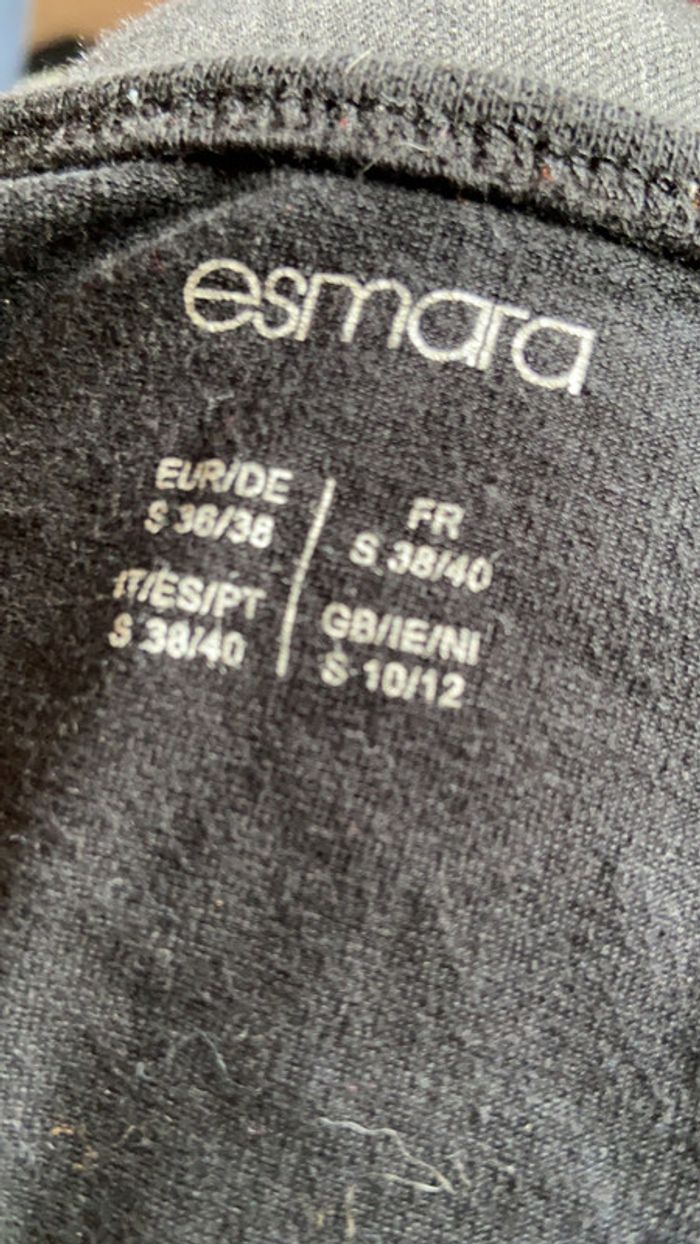 esmara
EUR/DE
S 36/38
FR
S 38/40
IT/ES/PT
S 38/40
GB/IE/NI
S 10/12